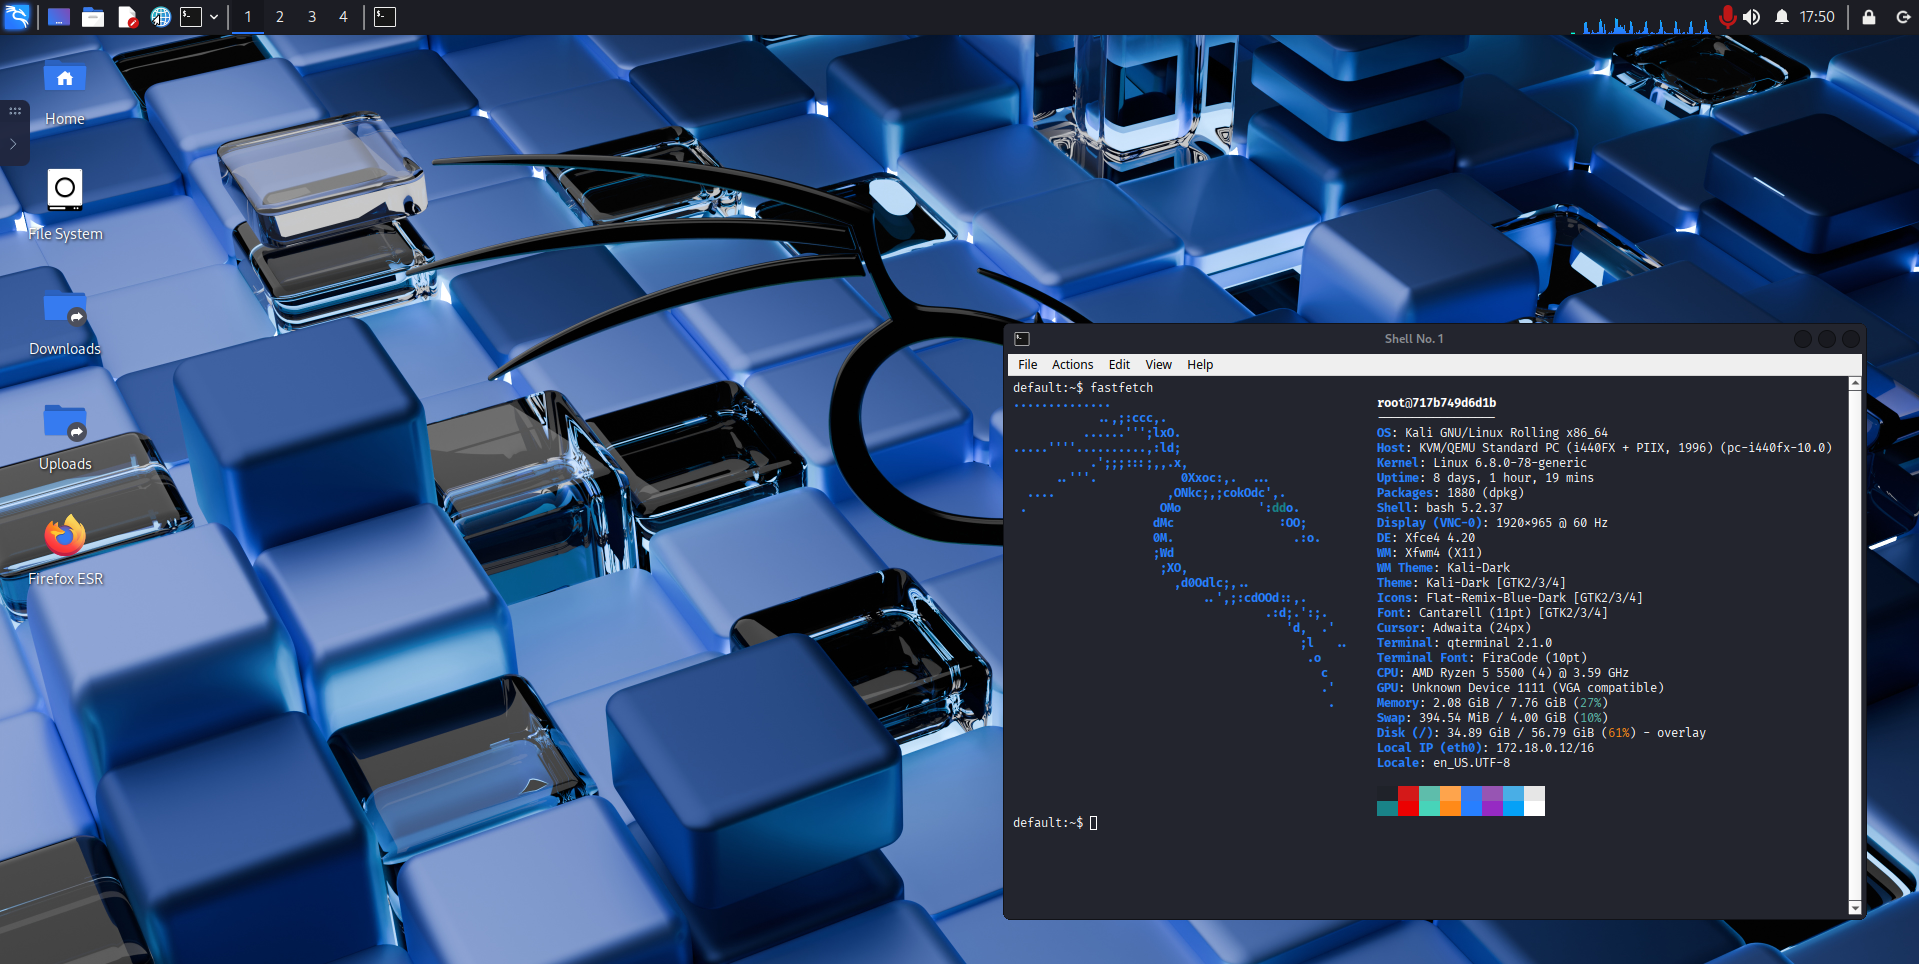 1 2 3 4
17:50
Home
File System
Downloads
Uploads
Firefox ESR
Shell No. 1
File Actions Edit View Help
default:~$ fastfetch
root@717b749d6d1b
OS: Kali GNU/Linux Rolling x86_64
Host: KVM/QEMU Standard PC (i440FX + PIIX, 1996) (pc-i440fx-10.0)
Kernel: Linux 6.8.0-78-generic
Uptime: 8 days, 1 hour, 19 mins
Packages: 1880 (dpkg)
Shell: bash 5.2.37
Display (VNC-0): 1920×965 @ 60 Hz
DE: Xfce4 4.20
WM: Xfwm4 (X11)
WM Theme: Kali-Dark
Theme: Kali-Dark [GTK2/3/4]
Icons: Flat-Remix-Blue-Dark [GTK2/3/4]
Font: Cantarell (11pt) [GTK2/3/4]
Cursor: Adwaita (24px)
Terminal: qterminal 2.1.0
Terminal Font: FiraCode (10pt)
CPU: AMD Ryzen 5 5500 (4) @ 3.59 GHz
GPU: Unknown Device 1111 (VGA compatible)
Memory: 2.08 GiB / 7.76 GiB (27%)
Swap: 394.54 MiB / 4.00 GiB (10%)
Disk (/): 34.89 GiB / 56.79 GiB (61%) - overlay
Local IP (eth0): 172.18.0.12/16
Locale: en_US.UTF-8
default:~$